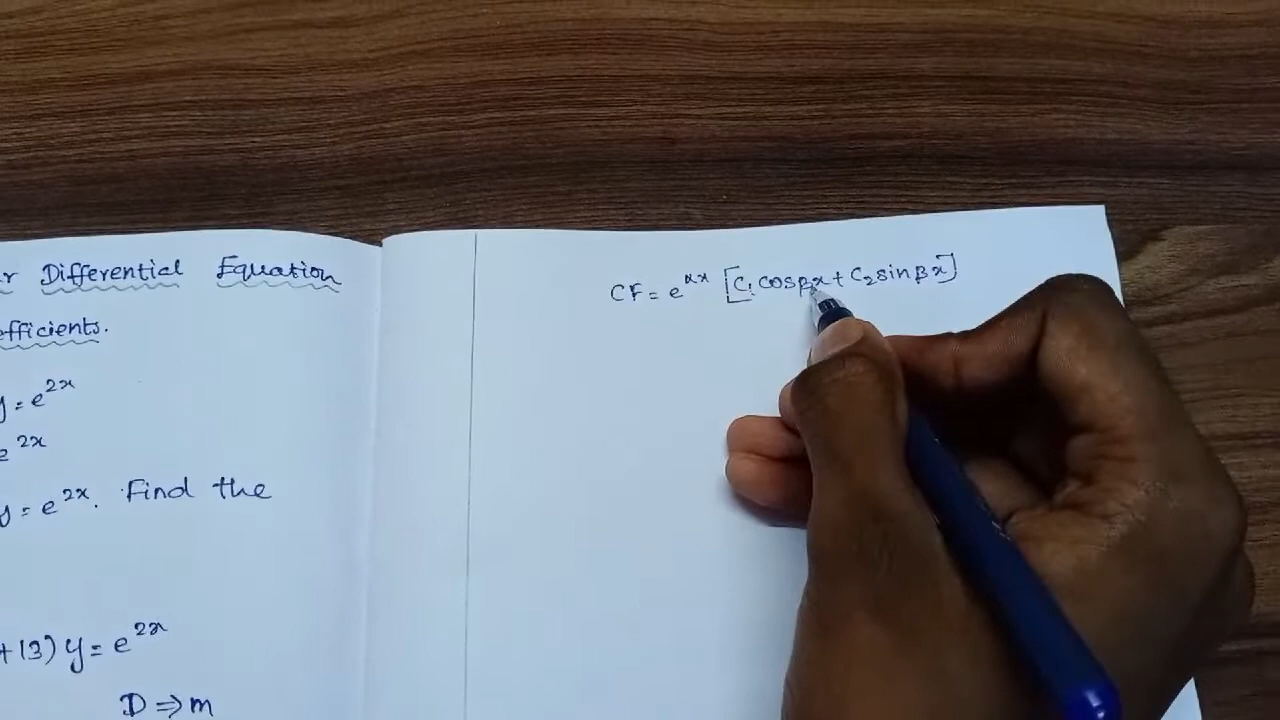 r Differential Equation
efficients.
y = e^{2x}
e^{2x}
y = e^{2x}. Find the
+13) y = e^{2x}
D ⇒ m
CF = e^{αx} [C₁ cosβx + C₂ sinβx]